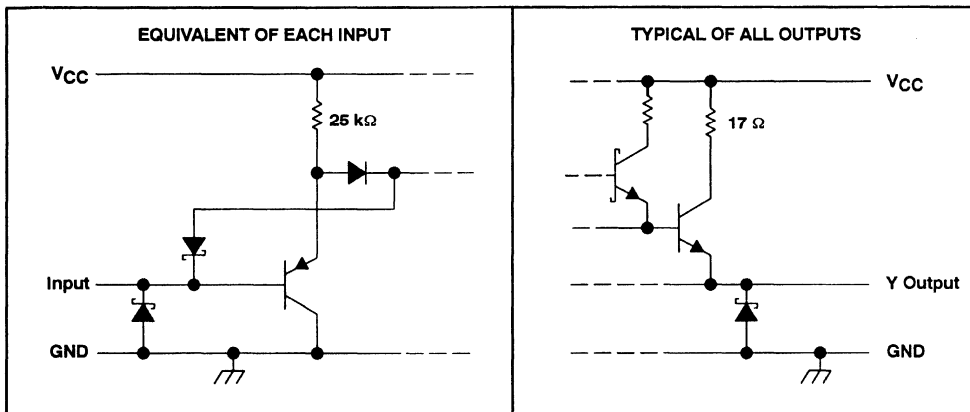 EQUIVALENT OF EACH INPUT
VCC
25 kΩ
Input
GND
TYPICAL OF ALL OUTPUTS
VCC
17 Ω
Y Output
GND